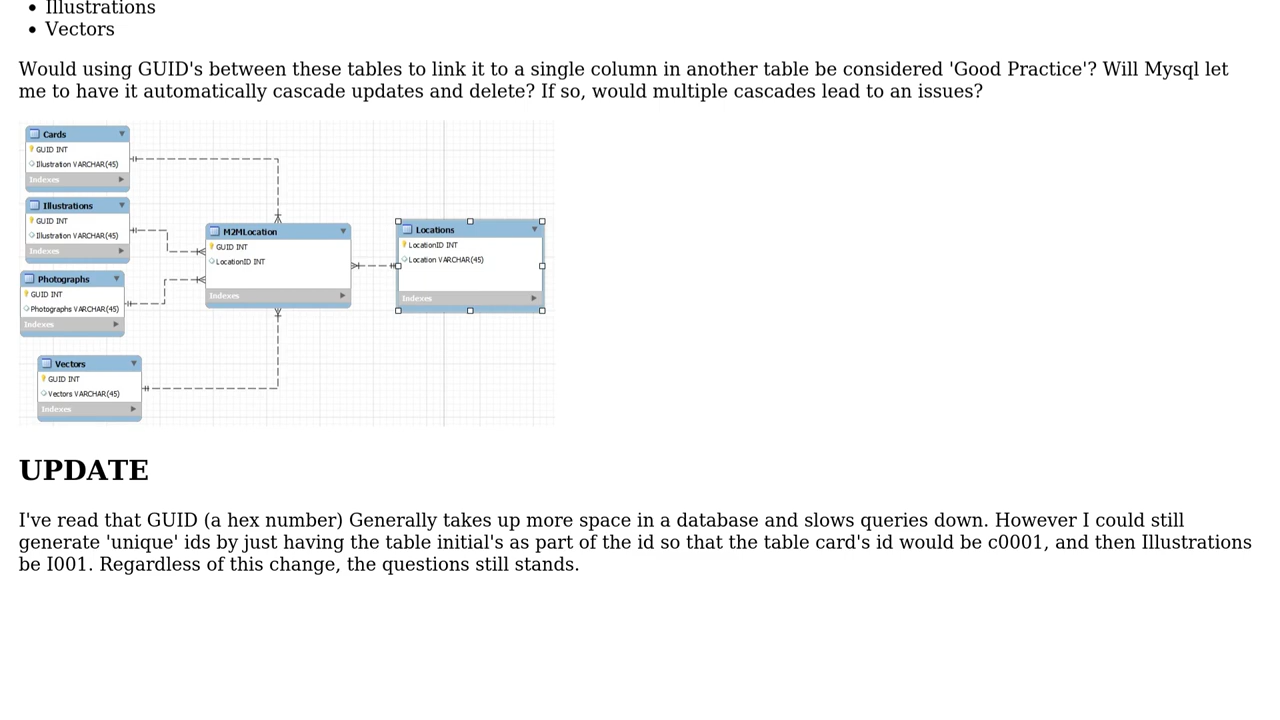 Illustrations
Vectors
Would using GUID's between these tables to link it to a single column in another table be considered 'Good Practice'? Will Mysql let
me to have it automatically cascade updates and delete? If so, would multiple cascades lead to an issues?
Cards
GUID INT
Illustration VARCHAR(45)
Indexes
Illustrations
GUID INT
Illustration VARCHAR(45)
Indexes
Photographs
GUID INT
Photographs VARCHAR(45)
Indexes
Vectors
GUID INT
Vectors VARCHAR(45)
Indexes
M2MLocation
GUID INT
LocationID INT
Indexes
Locations
LocationID INT
Location VARCHAR(45)
Indexes
UPDATE
I've read that GUID (a hex number) Generally takes up more space in a database and slows queries down. However I could still
generate 'unique' ids by just having the table initial's as part of the id so that the table card's id would be c0001, and then Illustrations
be I001. Regardless of this change, the questions still stands.